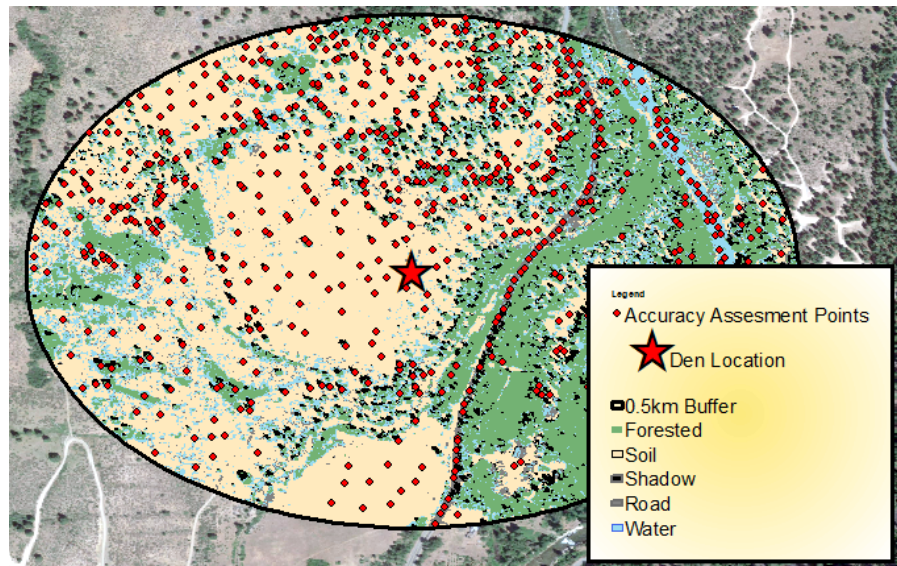 Legend
Accuracy Assesment Points
Den Location
0.5km Buffer
Forested
Soil
Shadow
Road
Water